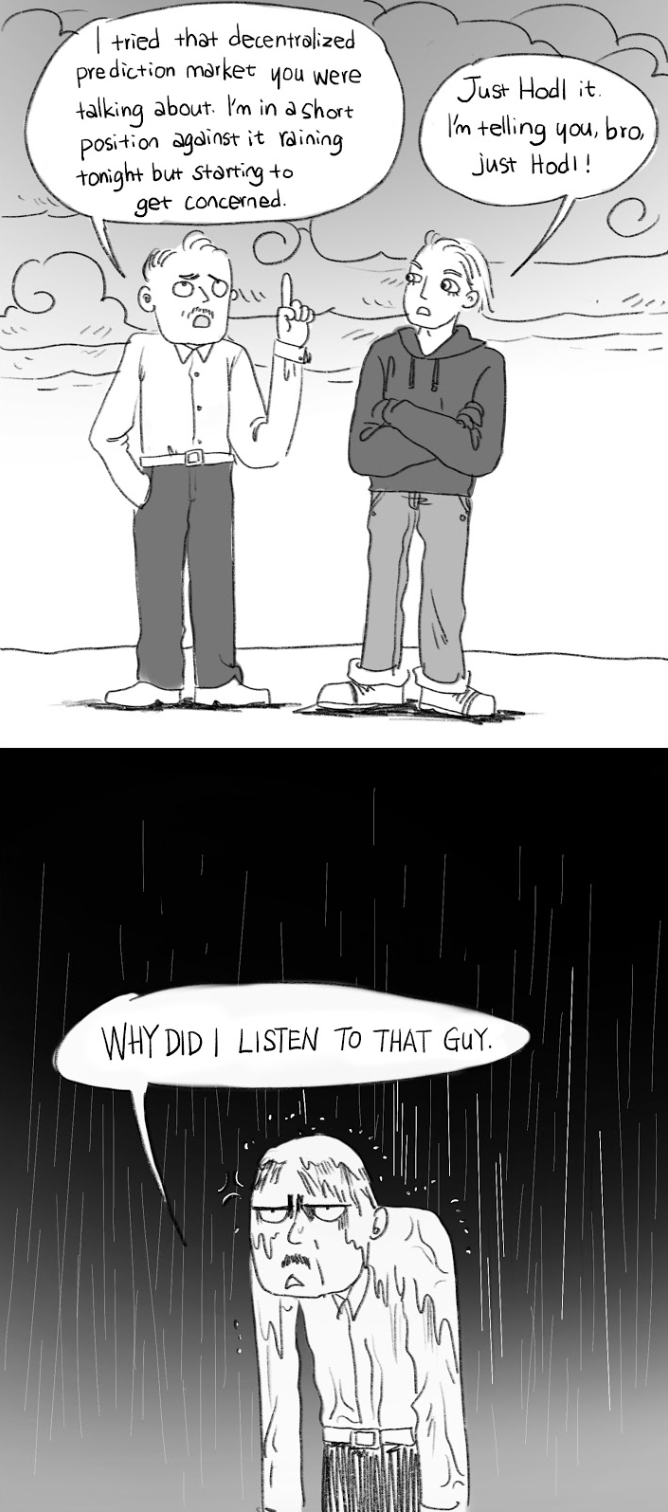 I tried that decentralized
prediction market you were
talking about. I'm in a short
position against it raining
tonight but starting to
get concerned.
Just Hodl it.
I'm telling you, bro,
just Hodl!
WHY DID I LISTEN TO THAT GUY.